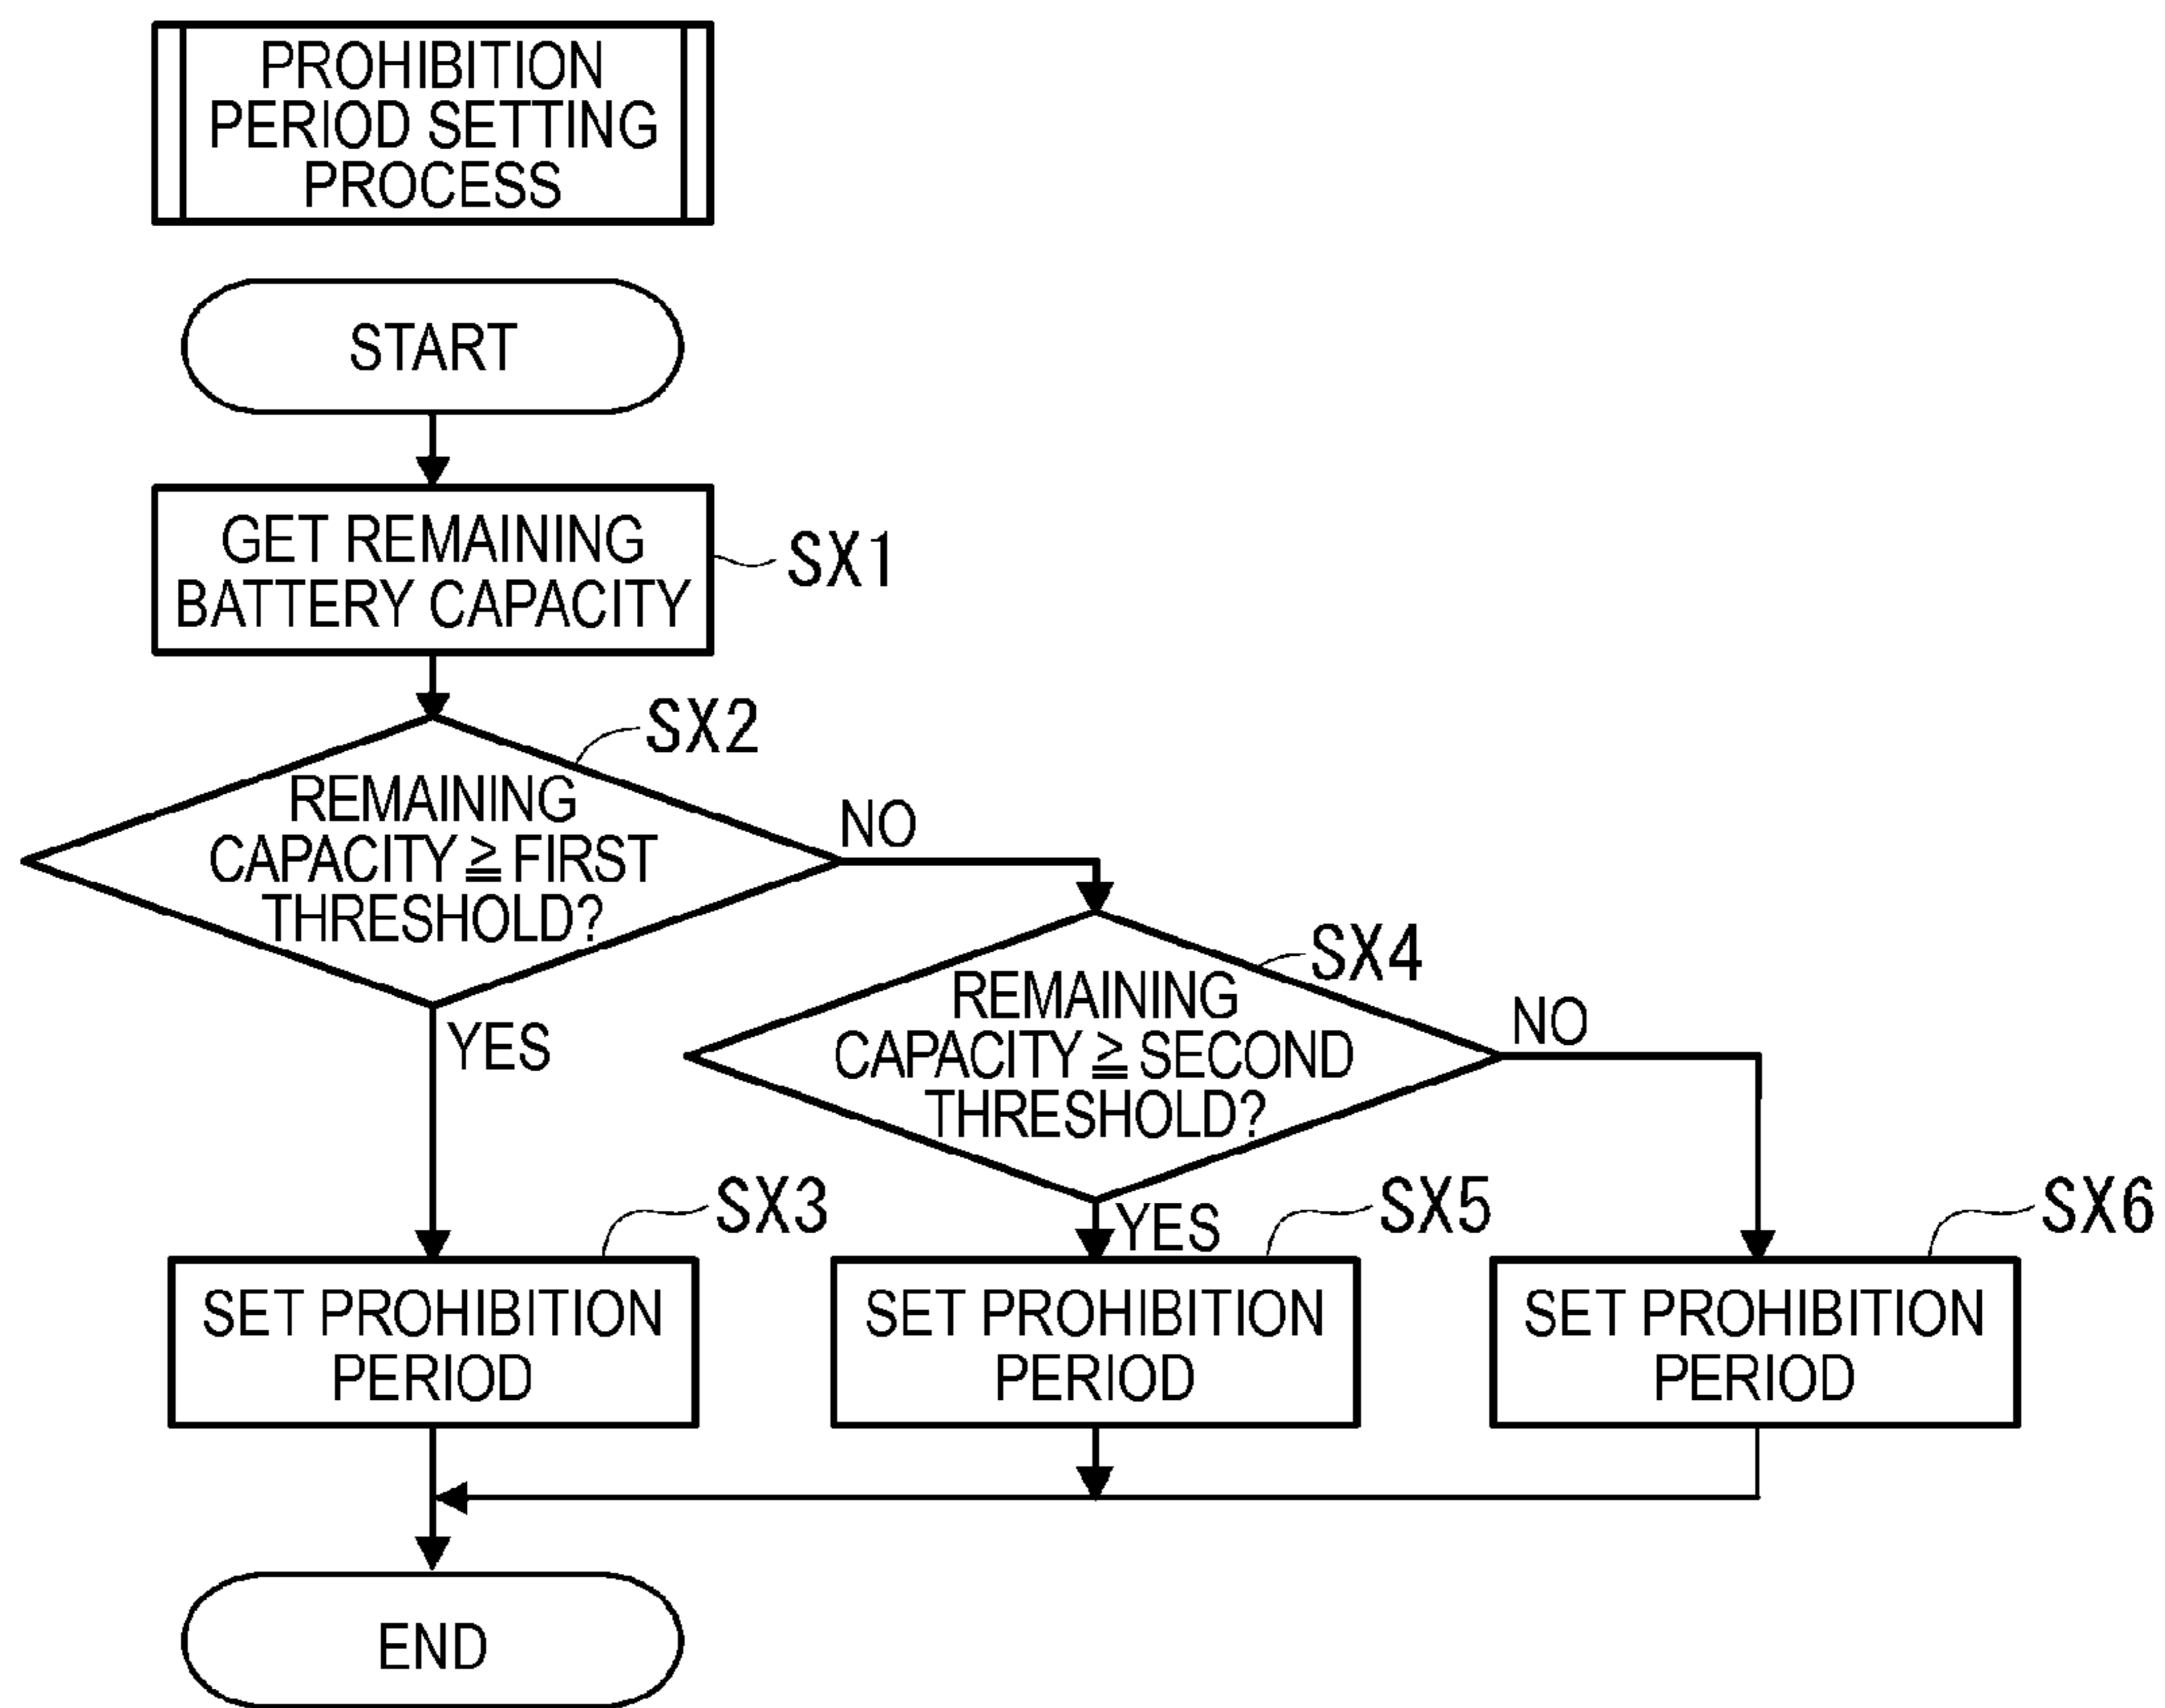 PROHIBITION
PERIOD SETTING
PROCESS
START
GET REMAINING
BATTERY CAPACITY
SX1
SX2
REMAINING
CAPACITY ≧ FIRST
THRESHOLD?
NO
YES
SX4
REMAINING
CAPACITY ≧ SECOND
THRESHOLD?
NO
YES
SX3
SET PROHIBITION
PERIOD
SX5
SET PROHIBITION
PERIOD
SX6
SET PROHIBITION
PERIOD
END